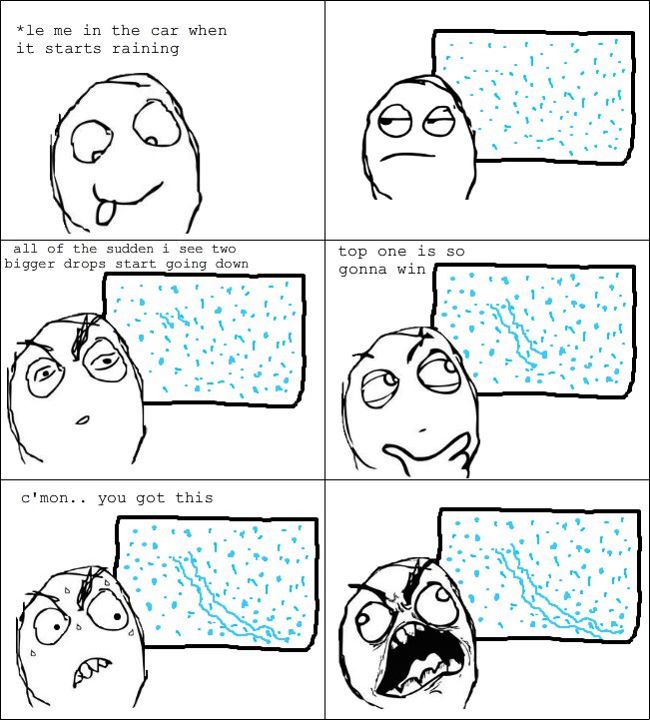 *le me in the car when
it starts raining
all of the sudden i see two
bigger drops start going down
top one is so
gonna win
c'mon.. you got this